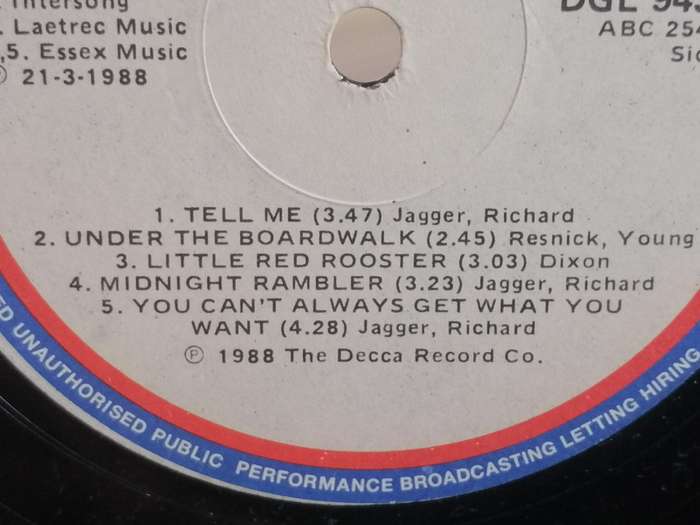 Intersong
. Laetrec Music
,5. Essex Music
℗ 21-3-1988
DGL
ABC 254
1. TELL ME (3.47) Jagger, Richard
2. UNDER THE BOARDWALK (2.45) Resnick, Young
3. LITTLE RED ROOSTER (3.03) Dixon
4. MIDNIGHT RAMBLER (3.23) Jagger, Richard
5. YOU CAN'T ALWAYS GET WHAT YOU
WANT (4.28) Jagger, Richard
℗ 1988 The Decca Record Co.
UNAUTHORISED PUBLIC PERFORMANCE BROADCASTING LETTING HIRING